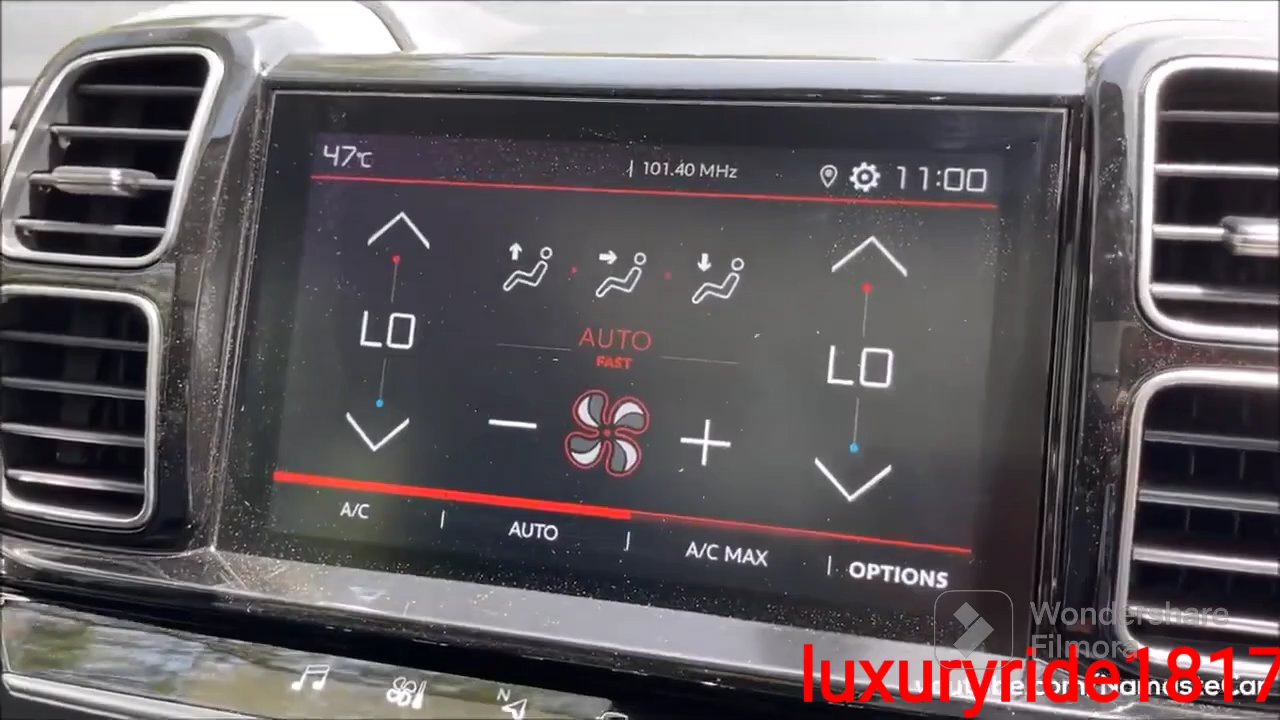 47°C
101.40 MHz
11:00
LO
LO
AUTO
FAST
A/C
AUTO
A/C MAX
OPTIONS
N
Wondershare
Filmora
luxuryride1817